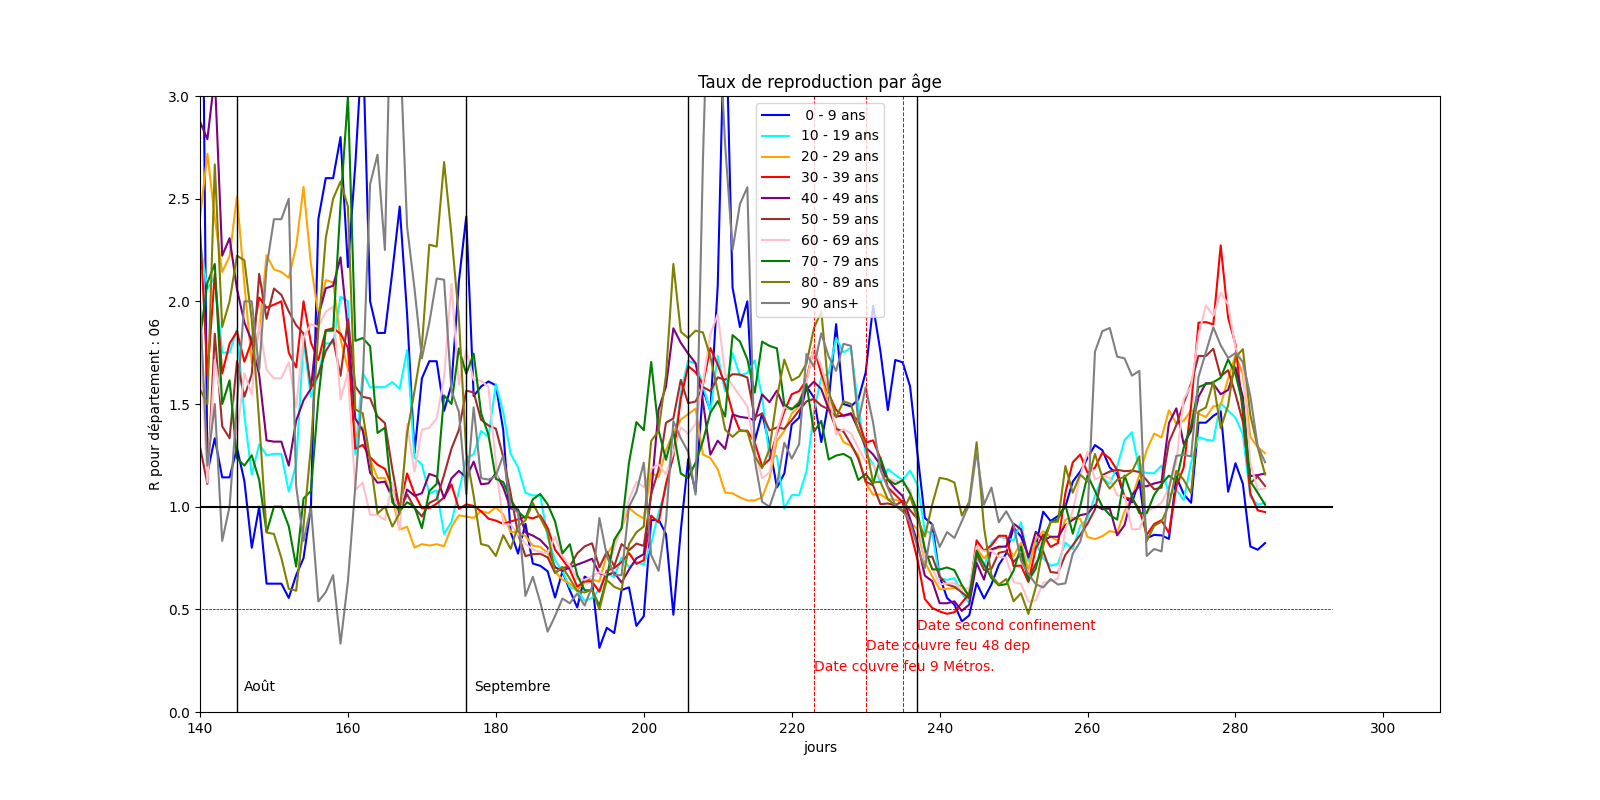 Taux de reproduction par âge
R pour département : 06
3.0
2.5
2.0
1.5
1.0
0.5
0.0
0 - 9 ans
10 - 19 ans
20 - 29 ans
30 - 39 ans
40 - 49 ans
50 - 59 ans
60 - 69 ans
70 - 79 ans
80 - 89 ans
90 ans+
Date second confinement
Date couvre feu 48 dep
Date couvre feu 9 Métros.
Août
Septembre
140 160 180 200 220 240 260 280 300
jours